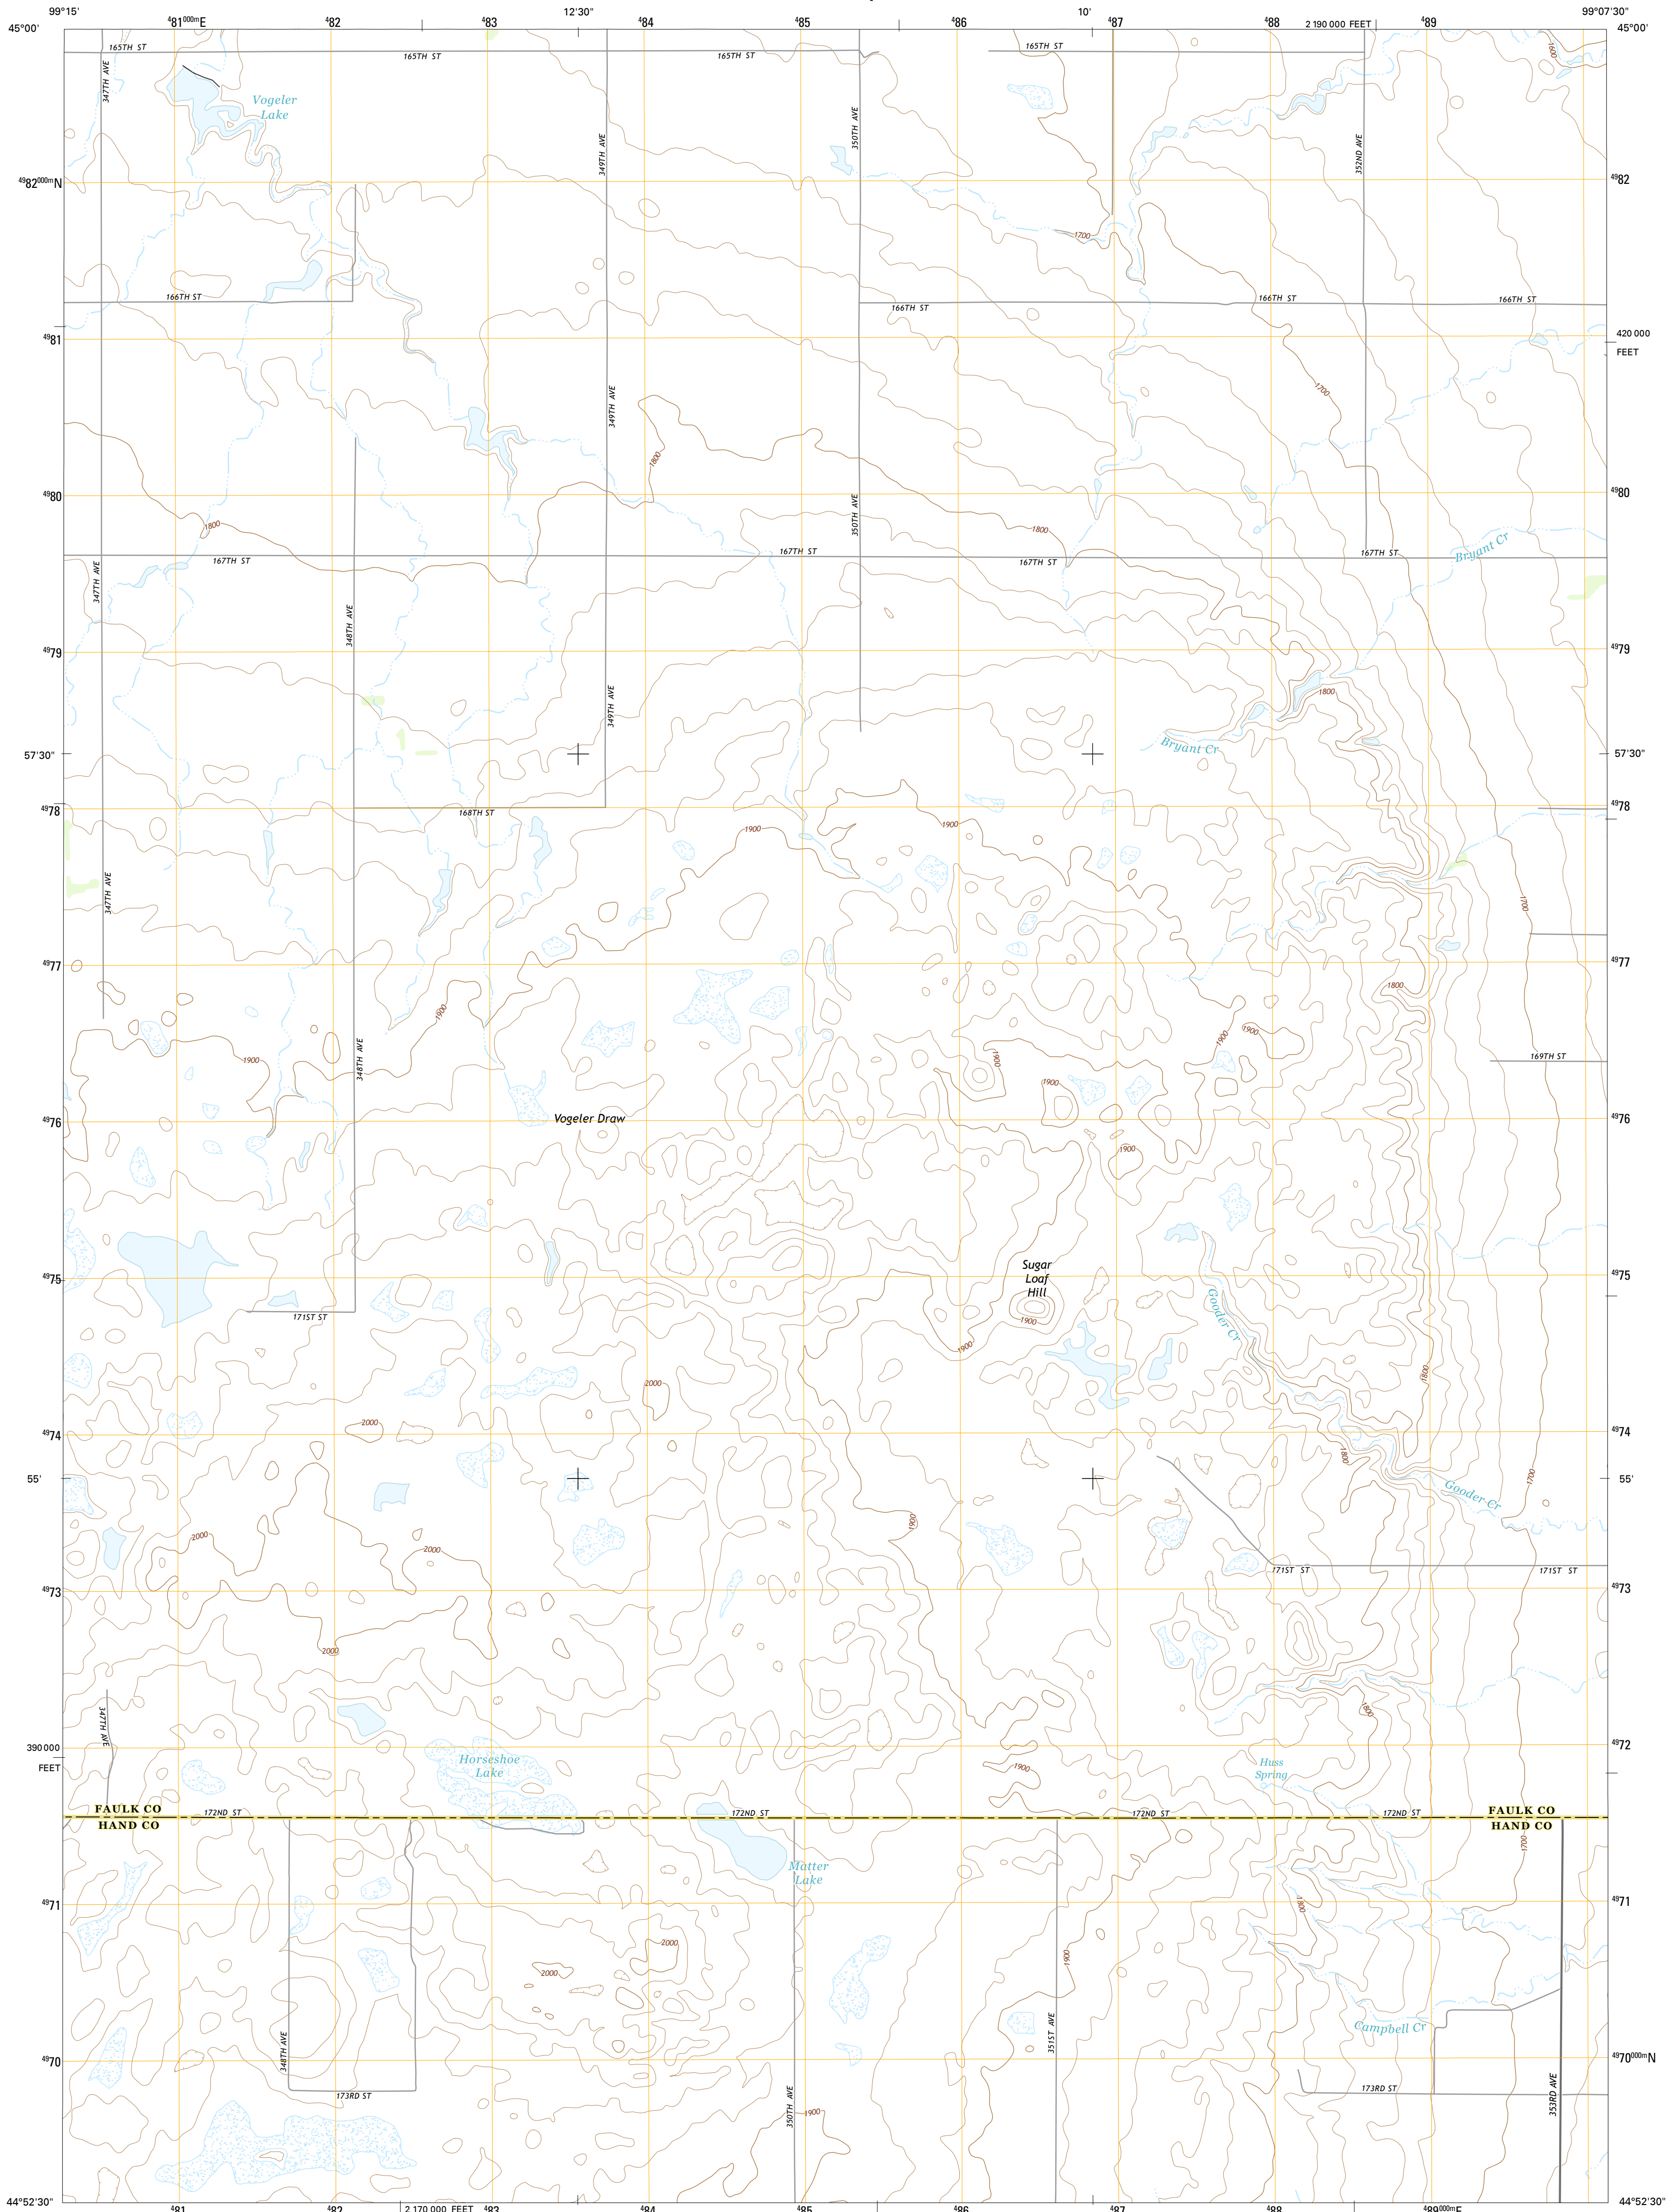 99°15'
⁴81⁰⁰⁰ᵐE
⁴82
⁴83
12'30"
⁴84
⁴85
⁴86
10'
⁴87
⁴88
2 190 000 FEET
⁴89
99°07'30"
45°00'
45°00'
165TH ST
165TH ST
165TH ST
165TH ST
1600
347TH AVE
Vogeler
Lake
350TH AVE
349TH AVE
352ND AVE
⁴⁹82⁰⁰⁰ᵐN
⁴⁹82
1700
166TH ST
166TH ST
166TH ST
166TH ST
⁴⁹81
420 000
FEET
349TH AVE
1700
1800
⁴⁹80
⁴⁹80
350TH AVE
1800
1800
Bryant Cr
167TH ST
167TH ST
167TH ST
167TH ST
347TH AVE
348TH AVE
⁴⁹79
⁴⁹79
349TH AVE
1800
Bryant Cr
57'30"
57'30"
⁴⁹78
⁴⁹78
168TH ST
1900
1900
347TH AVE
1700
⁴⁹77
⁴⁹77
1800
1900
1900
1900
1900
348TH AVE
1900
169TH ST
1900
⁴⁹76
⁴⁹76
Vogeler Draw
1900
Sugar
Loaf
Hill
⁴⁹75
⁴⁹75
171ST ST
Gooder Cr
1900
1900
1800
2000
2000
⁴⁹74
⁴⁹74
1800
55'
55'
1700
Gooder Cr
1900
2000
2000
171ST ST
171ST ST
⁴⁹73
⁴⁹73
2000
347TH AVE
1800
390 000
FEET
⁴⁹72
Horseshoe
Lake
Huss
Spring
1900
FAULK CO
HAND CO
172ND ST
172ND ST
172ND ST
172ND ST
FAULK CO
HAND CO
1700
Matter
Lake
⁴⁹71
⁴⁹71
1800
2000
2000
1900
348TH AVE
351ST AVE
Campbell Cr
⁴⁹70
⁴⁹70⁰⁰⁰ᵐN
173RD ST
173RD ST
350TH AVE
1900
353RD AVE
44°52'30"
44°52'30"
⁴81
⁴82
2 170 000 FEET
⁴83
⁴84
⁴85
⁴86
⁴87
⁴88
⁴89⁰⁰⁰ᵐE